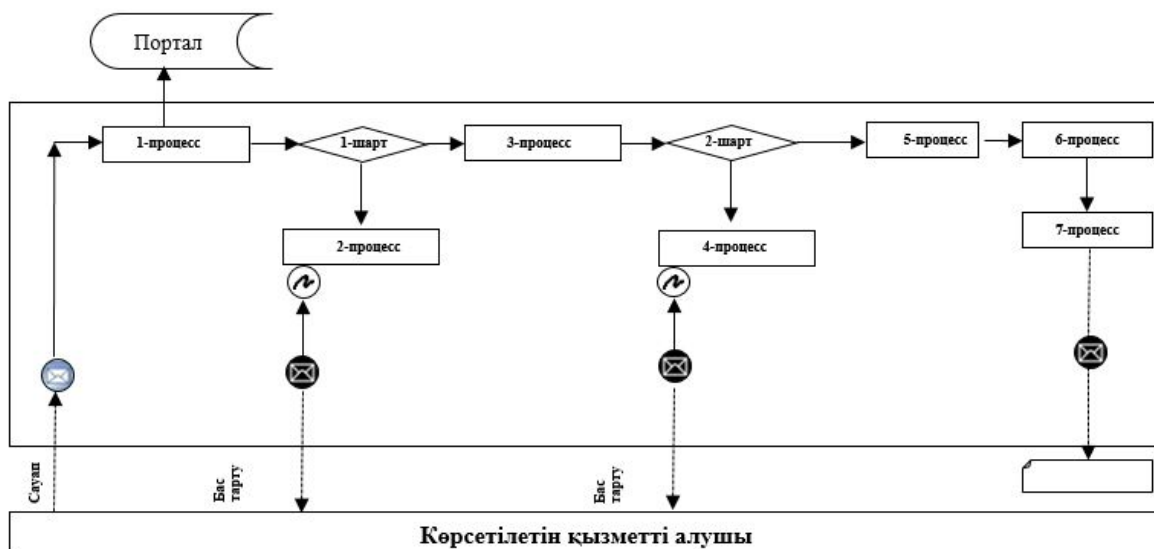 Портал
1-процесс
1-шарт
3-процесс
2-шарт
5-процесс
6-процесс
2-процесс
4-процесс
7-процесс
Сауап
Бас
тарту
Бас
тарту
Көрсетілетін қызметті алушы